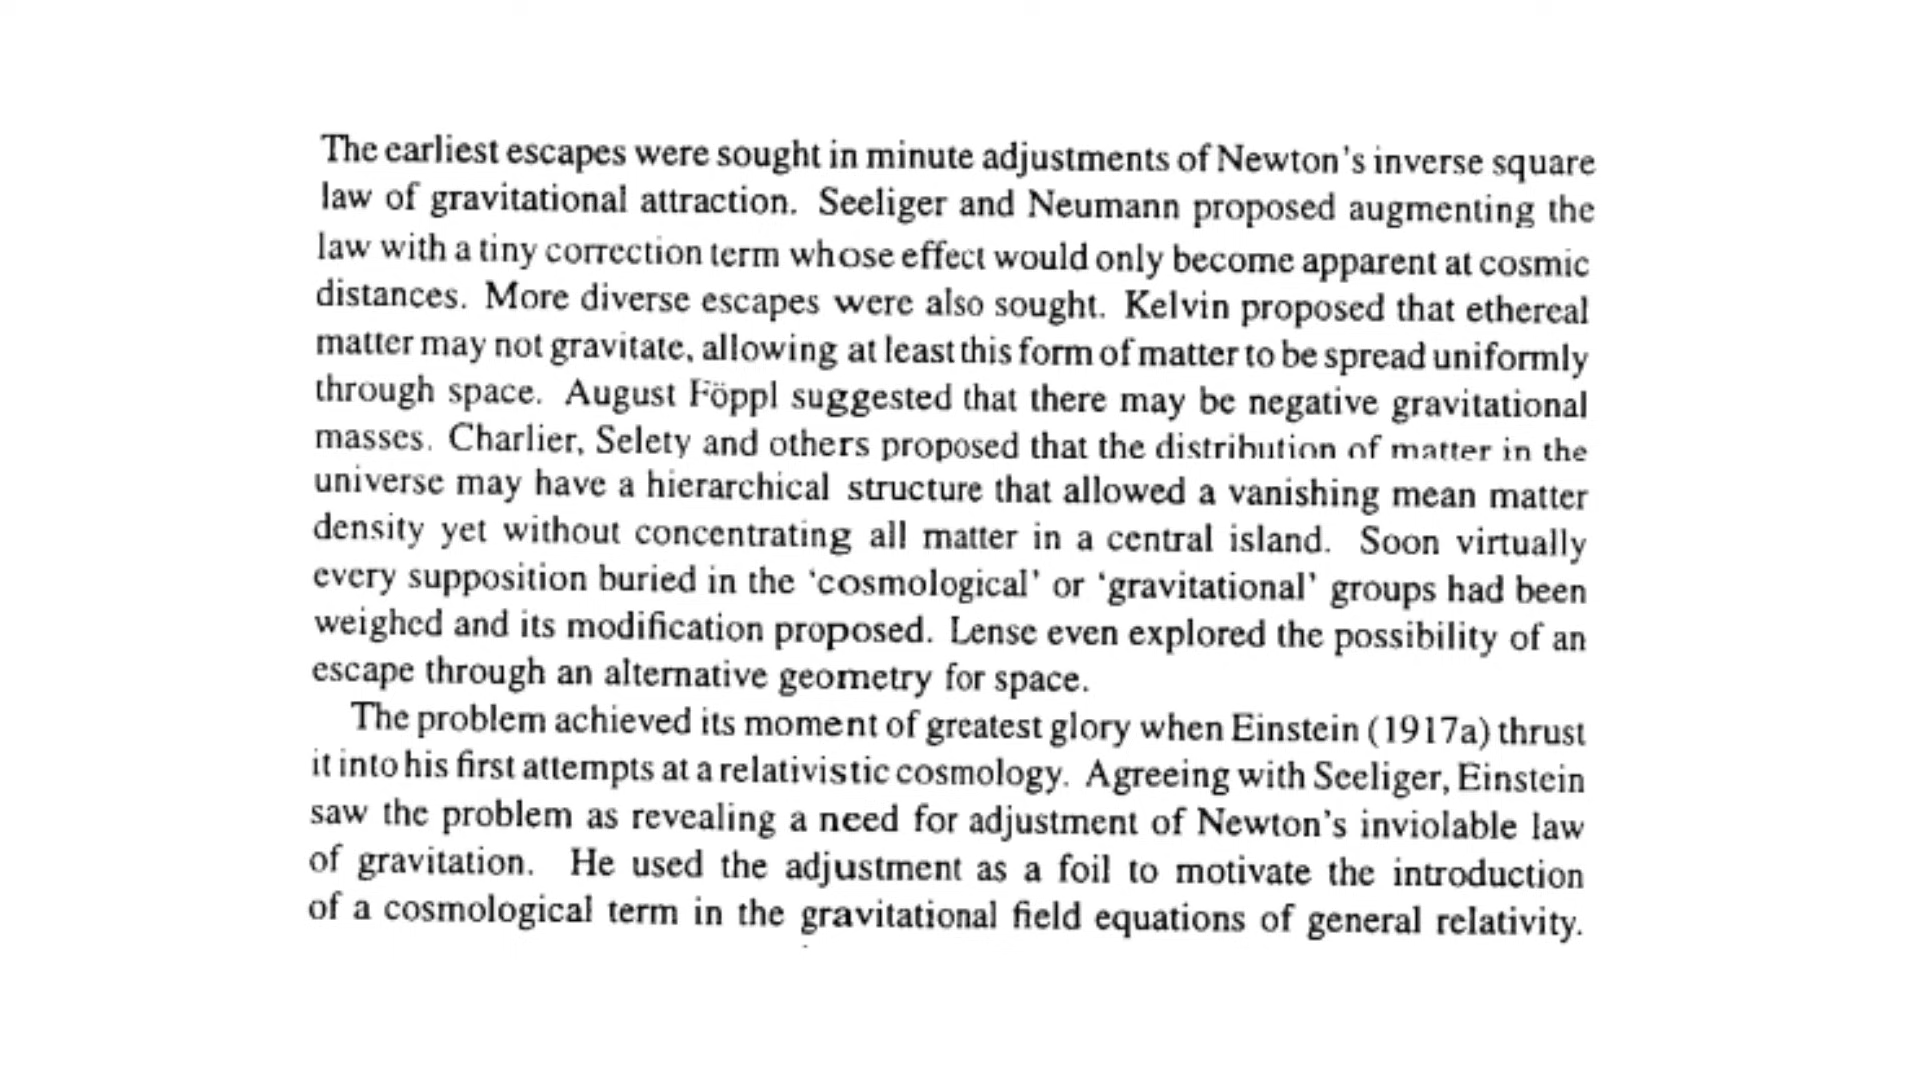 The earliest escapes were sought in minute adjustments of Newton's inverse square
law of gravitational attraction. Seeliger and Neumann proposed augmenting the
law with a tiny correction term whose effect would only become apparent at cosmic
distances. More diverse escapes were also sought. Kelvin proposed that ethereal
matter may not gravitate, allowing at least this form of matter to be spread uniformly
through space. August Föppl suggested that there may be negative gravitational
masses. Charlier, Selety and others proposed that the distribution of matter in the
universe may have a hierarchical structure that allowed a vanishing mean matter
density yet without concentrating all matter in a central island. Soon virtually
every supposition buried in the 'cosmological' or 'gravitational' groups had been
weighed and its modification proposed. Lense even explored the possibility of an
escape through an alternative geometry for space.
The problem achieved its moment of greatest glory when Einstein (1917a) thrust
it into his first attempts at a relativistic cosmology. Agreeing with Seeliger, Einstein
saw the problem as revealing a need for adjustment of Newton's inviolable law
of gravitation. He used the adjustment as a foil to motivate the introduction
of a cosmological term in the gravitational field equations of general relativity.